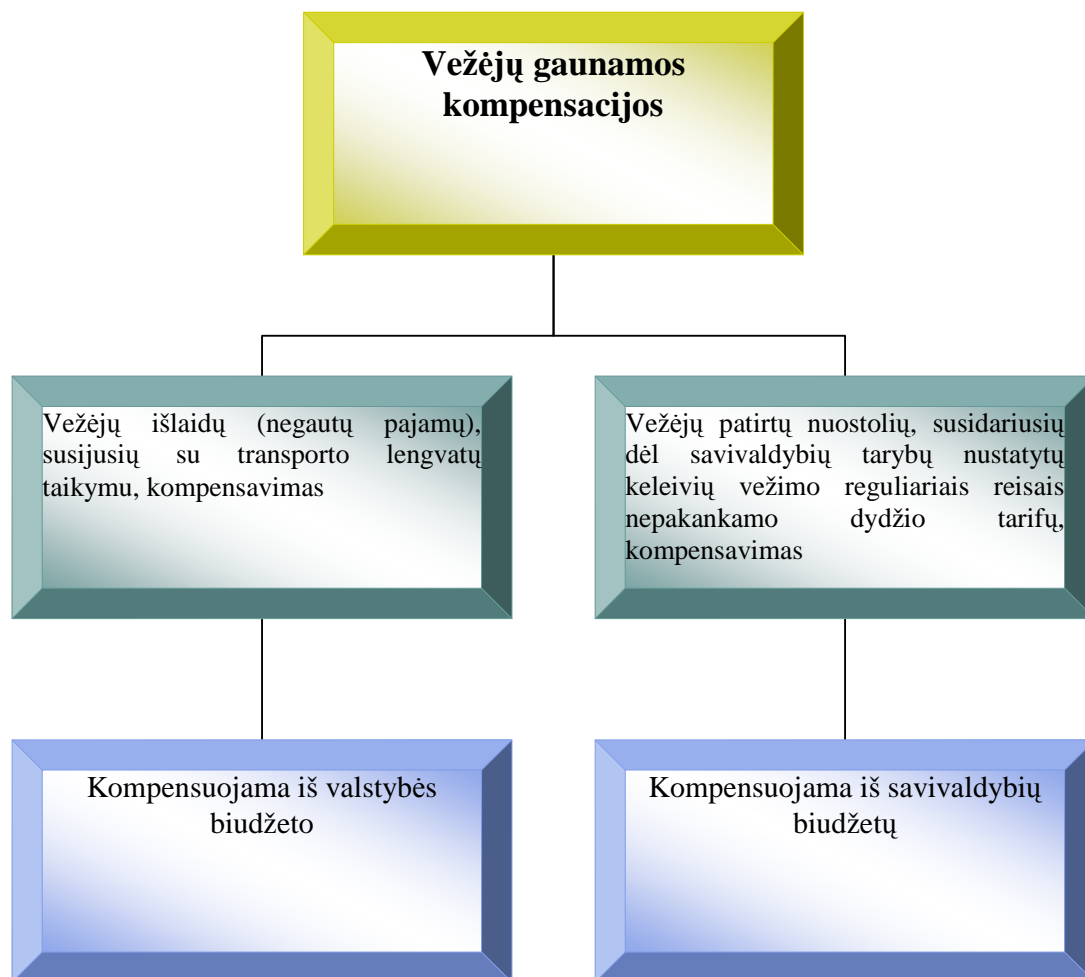 Vežėjų gaunamos
kompensacijos
Vežėjų išlaidų (negautų pajamų),
susijusių su transporto lengvatų
taikymu, kompensavimas
Vežėjų patirtų nuostolių, susidariusių
dėl savivaldybių tarybų nustatytų
keleivių vežimo reguliariais reisais
nepakankamo dydžio tarifų,
kompensavimas
Kompensuojama iš valstybės
biudžeto
Kompensuojama iš savivaldybių
biudžetų